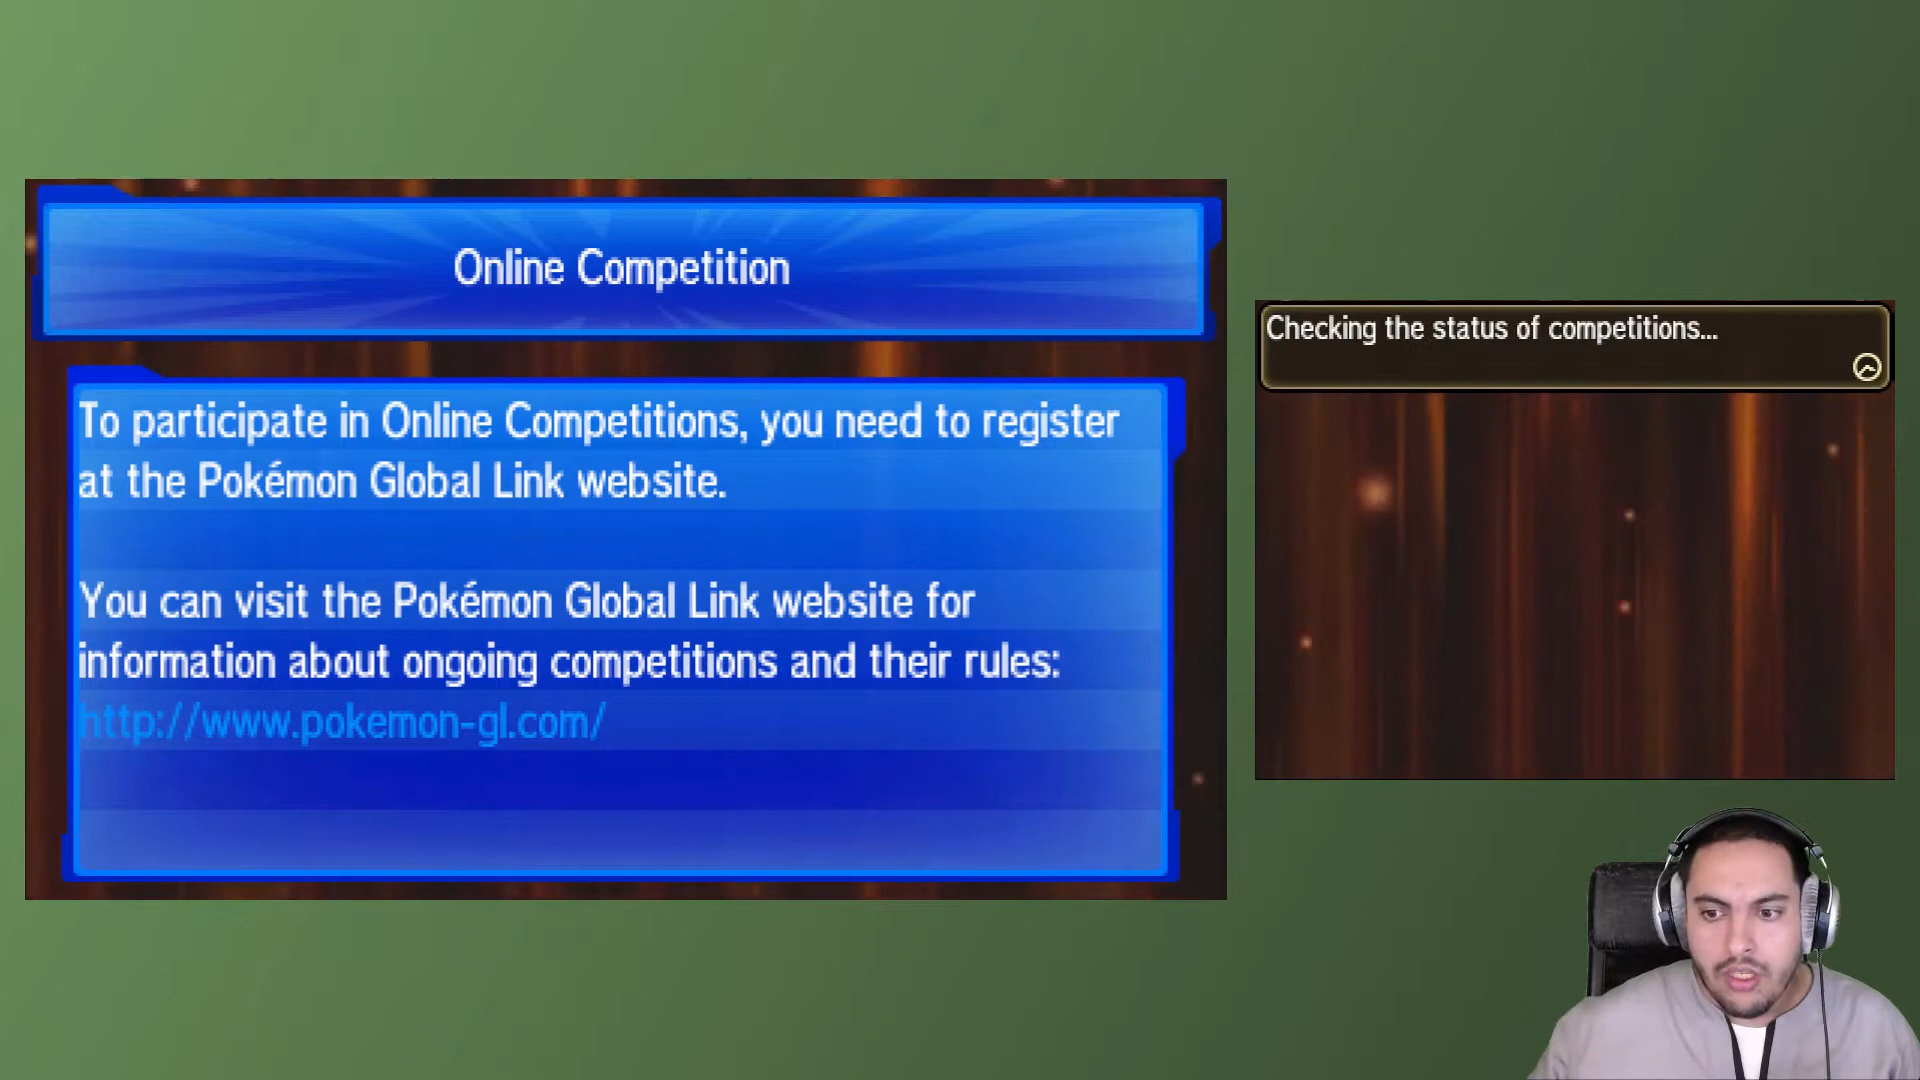 Online Competition
To participate in Online Competitions, you need to register
at the Pokémon Global Link website.
You can visit the Pokémon Global Link website for
information about ongoing competitions and their rules:
http://www.pokemon-gl.com/
Checking the status of competitions...